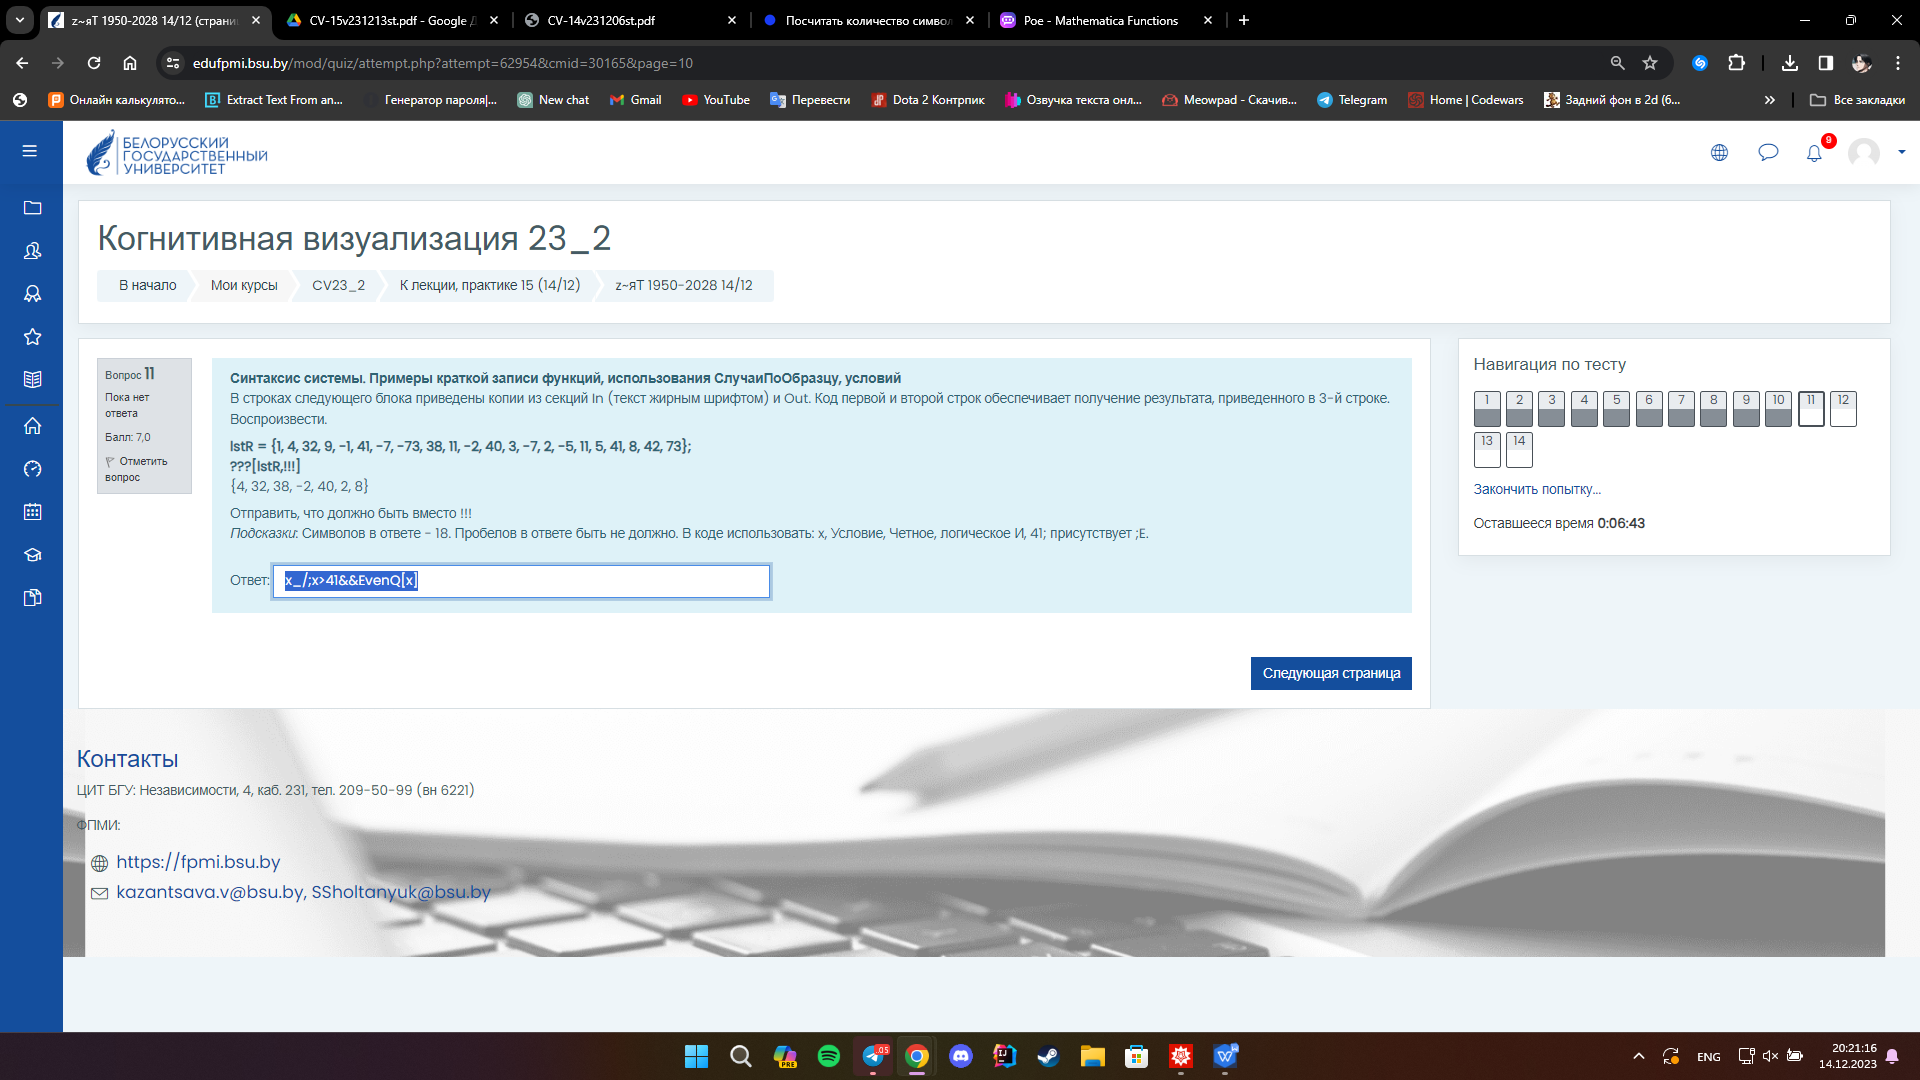 z~яТ 1950-2028 14/12 (страни
CV-15v231213st.pdf - Google Д
CV-14v231206st.pdf
Посчитать количество символ
Poe - Mathematica Functions
edufpmi.bsu.by/mod/quiz/attempt.php?attempt=62954&cmid=30165&page=10
Онлайн калькулято...
Extract Text From an...
Генератор пароля|...
New chat
Gmail
YouTube
Перевести
Dota 2 Контрпик
Озвучка текста онл...
Meowpad - Скачив...
Telegram
Home | Codewars
Задний фон в 2d (6...
Все закладки
БЕЛОРУССКИЙ
ГОСУДАРСТВЕННЫЙ
УНИВЕРСИТЕТ
9
Когнитивная визуализация 23_2
В начало
Мои курсы
CV23_2
К лекции, практике 15 (14/12)
z~яТ 1950-2028 14/12
Вопрос 11
Пока нет
ответа
Балл: 7,0
Отметить
вопрос
Синтаксис системы. Примеры краткой записи функций, использования СлучаиПоОбразцу, условий
В строках следующего блока приведены копии из секций In (текст жирным шрифтом) и Out. Код первой и второй строк обеспечивает получение результата, приведенного в 3-й строке.
Воспроизвести.
lstR = {1, 4, 32, 9, -1, 41, -7, -73, 38, 11, -2, 40, 3, -7, 2, -5, 11, 5, 41, 8, 42, 73};
???[lstR,!!!]
{4, 32, 38, -2, 40, 2, 8}
Отправить, что должно быть вместо !!!
Подсказки: Символов в ответе - 18. Пробелов в ответе быть не должно. В коде использовать: x, Условие, Четное, логическое И, 41; присутствует ;E.
Ответ:
x_/;x>41&&EvenQ[x]
Следующая страница
Навигация по тесту
1 2 3 4 5 6 7 8 9 10 11 12
13 14
Закончить попытку...
Оставшееся время 0:06:43
Контакты
ЦИТ БГУ: Независимости, 4, каб. 231, тел. 209-50-99 (вн 6221)
ФПМИ:
https://fpmi.bsu.by
kazantsava.v@bsu.by, SSholtanyuk@bsu.by
PRE
.05
ENG
20:21:16
14.12.2023